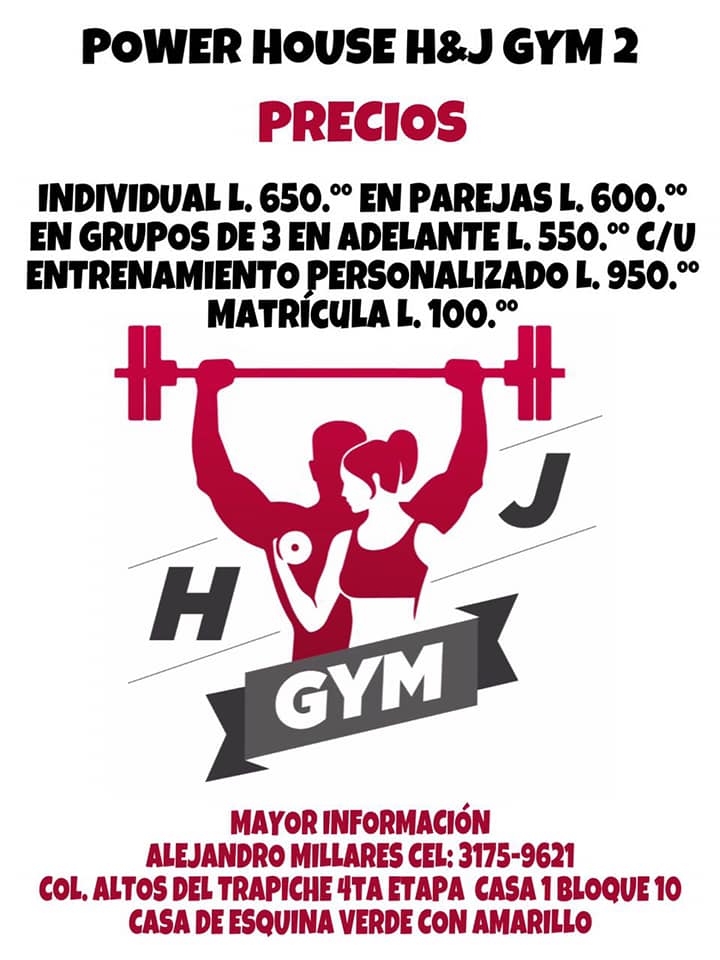 POWER HOUSE H&J GYM 2
PRECIOS
INDIVIDUAL L. 650.ºº EN PAREJAS L. 600.ºº
EN GRUPOS DE 3 EN ADELANTE L. 550.ºº C/U
ENTRENAMIENTO PERSONALIZADO L. 950.ºº
MATRÍCULA L. 100.ºº
J
H
GYM
MAYOR INFORMACIÓN
ALEJANDRO MILLARES CEL: 3175-9621
COL. ALTOS DEL TRAPICHE 4TA ETAPA CASA 1 BLOQUE 10
CASA DE ESQUINA VERDE CON AMARILLO